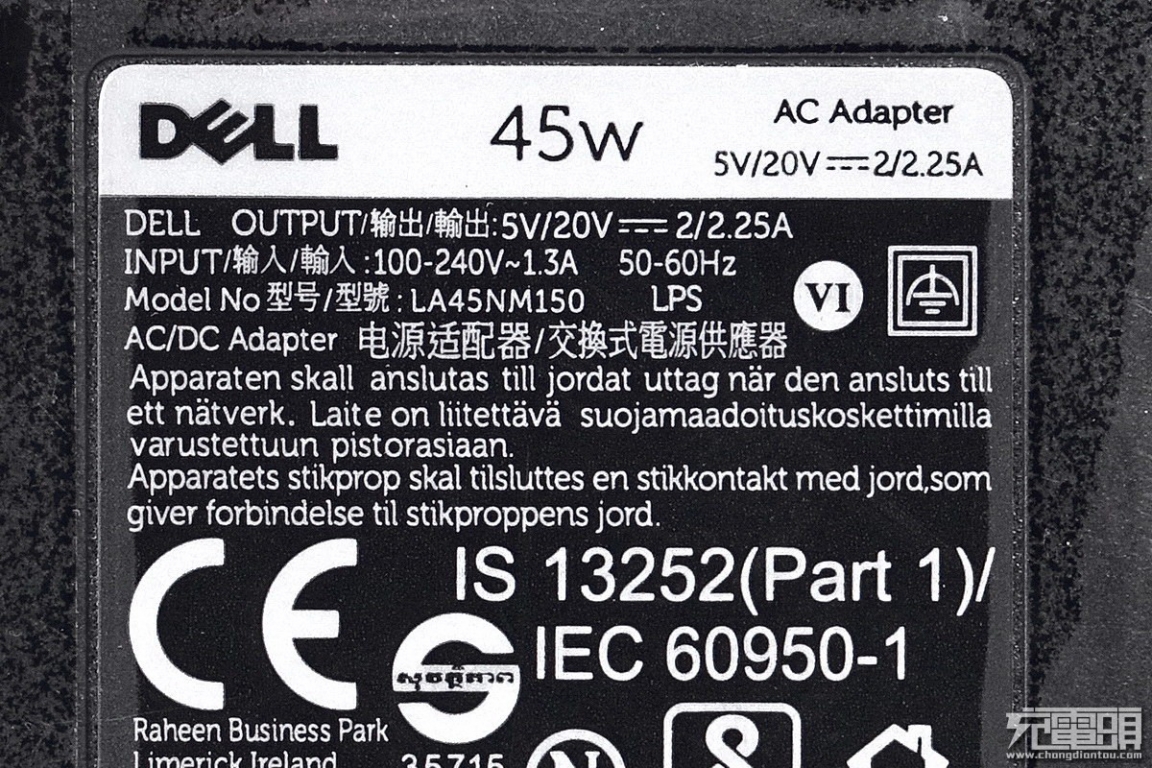 DELL 45W AC Adapter
5V/20V⎓2/2.25A
DELL OUTPUT/输出/輸出:5V/20V⎓2/2.25A
INPUT/输入/輸入:100-240V~1.3A 50-60Hz
Model No 型号/型號:LA45NM150 LPS
VI
AC/DC Adapter 电源适配器/交換式電源供應器
Apparaten skall anslutas till jordat uttag när den ansluts till
ett nätverk. Laite on liitettävä suojamaadoituskoskettimilla
varustettuun pistorasiaan.
Apparatets stikprop skal tilsluttes en stikkontakt med jord,som
giver forbindelse til stikproppens jord.
CE
IS 13252(Part 1)/
IEC 60950-1
Raheen Business Park
Limerick Ireland
35715
N
充電頭
www.chongdiantou.com